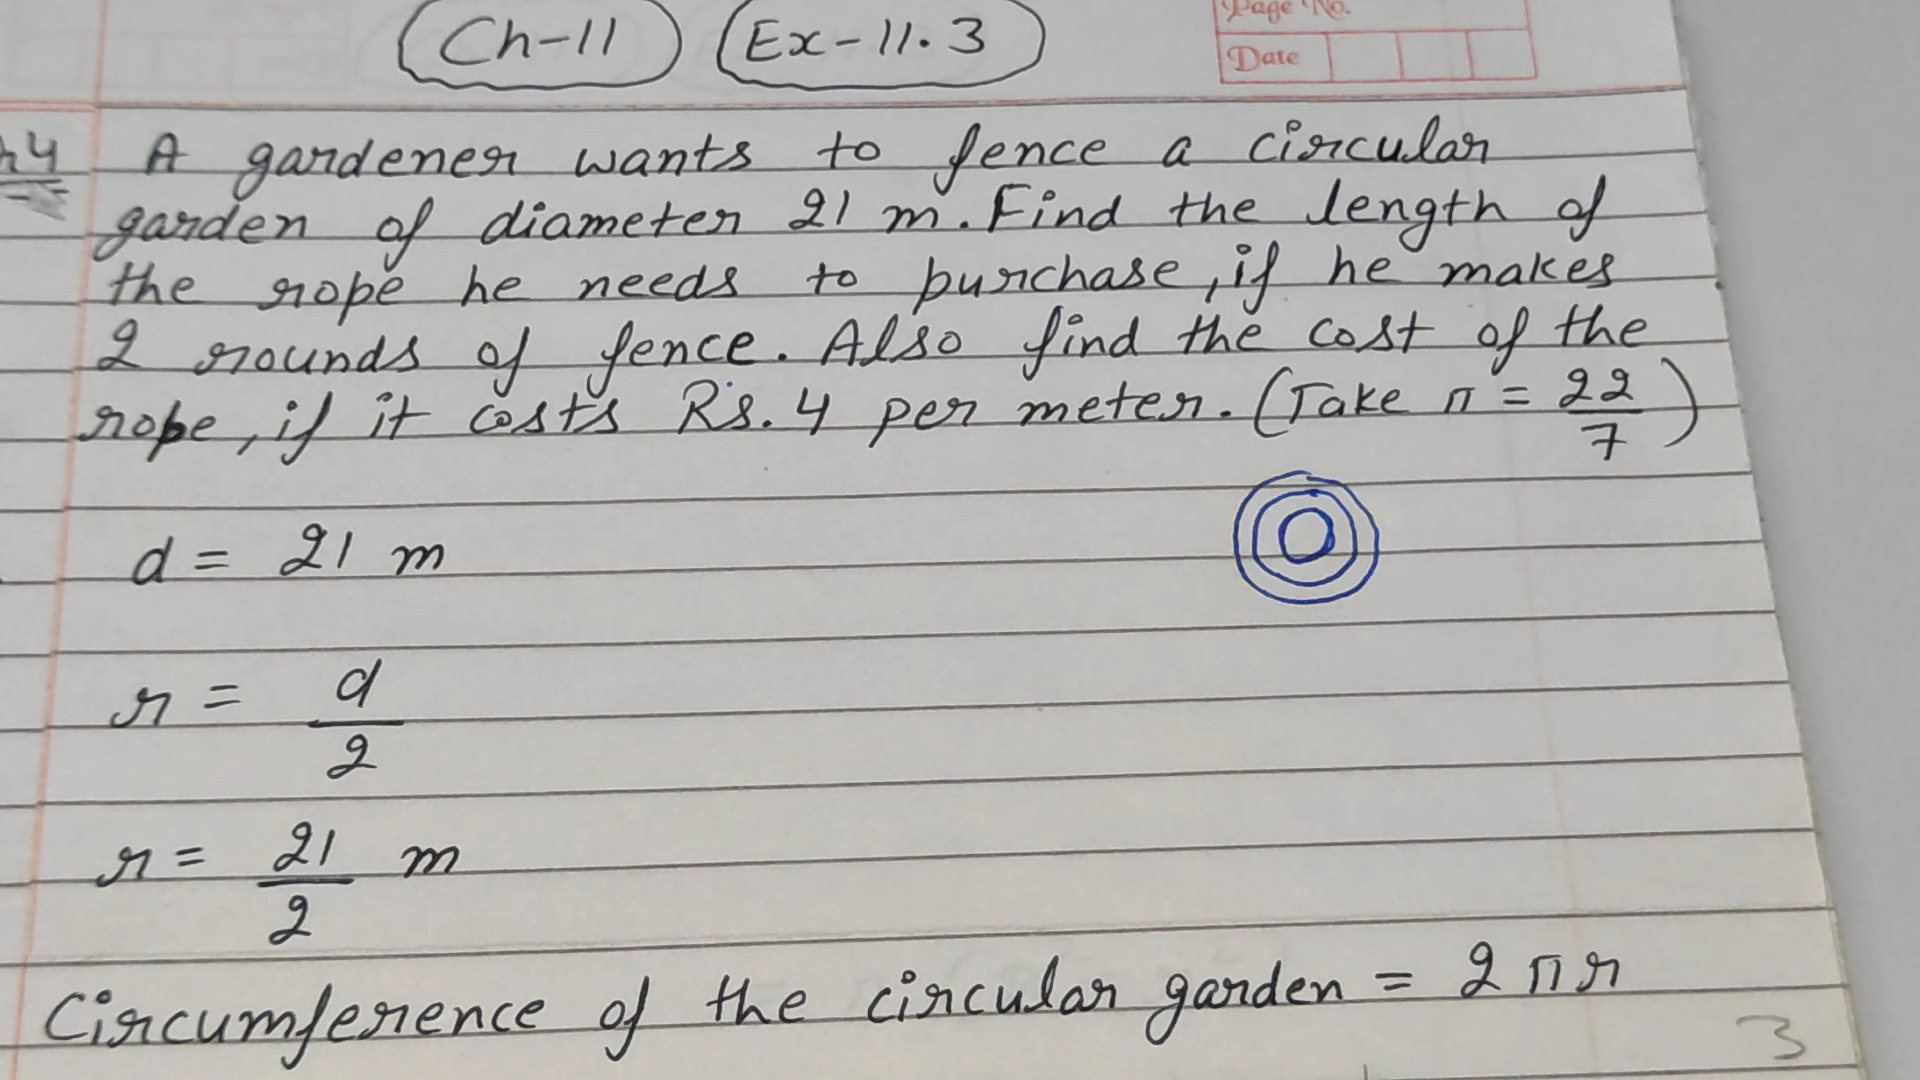 Ch-11 Ex-11.3
Page No.
Date
4 A gardener wants to fence a circular
garden of diameter 21 m. Find the length of
the rope he needs to purchase, if he makes
2 rounds of fence. Also find the cost of the
rope, if it costs Rs. 4 per meter. (Take π = 22/7)
d = 21 m
r = d/2
r = 21/2 m
Circumference of the circular garden = 2πr
3